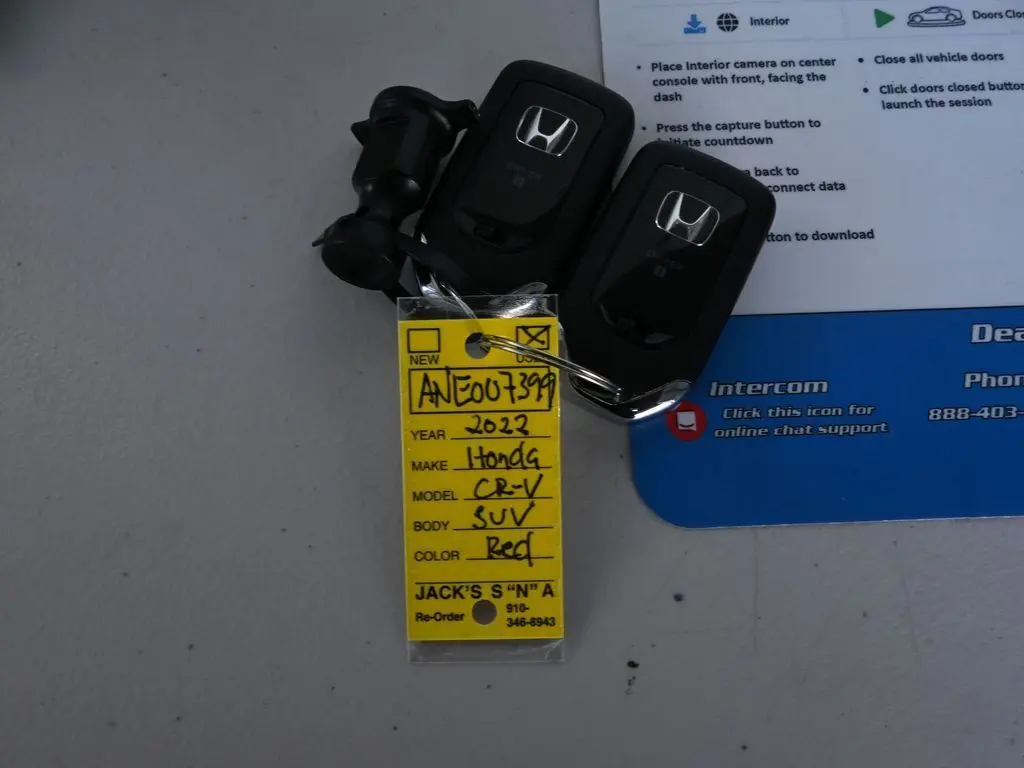 Interior
Doors Clo
• Place Interior camera on center
console with front, facing the
dash
• Press the capture button to
initiate countdown
back to
connect data
tton to download
• Close all vehicle doors
• Click doors closed button
launch the session
Intercom
Click this icon for
online chat support
Dea
Phon
888-403-
NEW
ANE007399
YEAR 2022
MAKE Honda
MODEL CR-V
BODY SUV
COLOR Red
JACK'S S "N" A
Re-Order 910-
346-8943